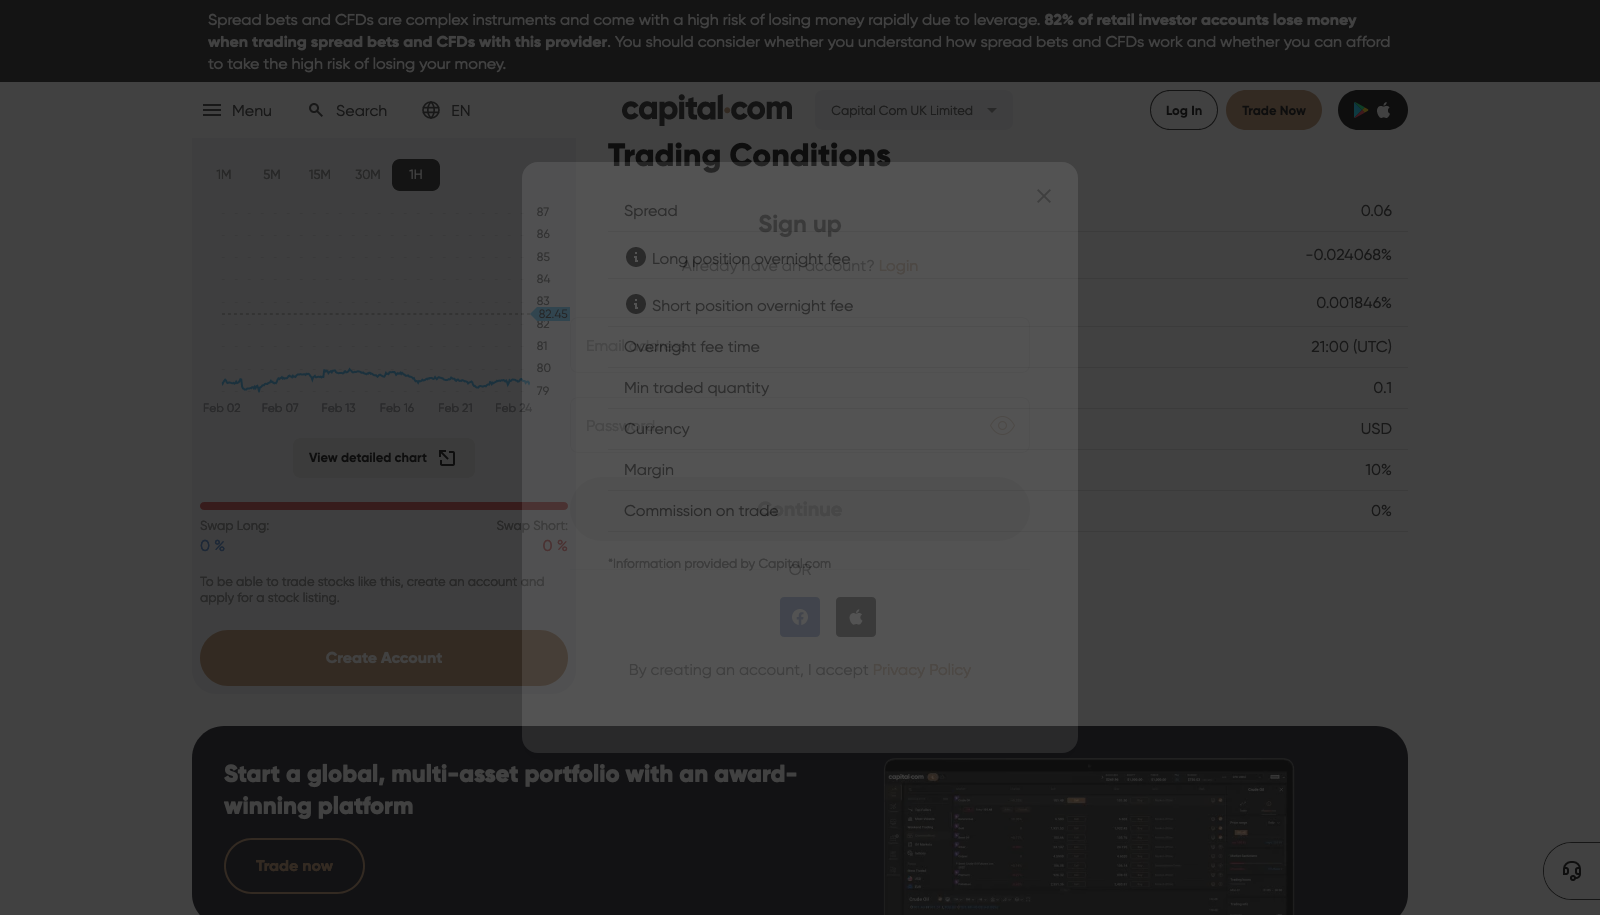 Spread bets and CFDs are complex instruments and come with a high risk of losing money rapidly due to leverage. 82% of retail investor accounts lose money
when trading spread bets and CFDs with this provider. You should consider whether you understand how spread bets and CFDs work and whether you can afford
to take the high risk of losing your money.
Menu
Search
EN
capital.com
Capital Com UK Limited
Log In
Trade Now
1M 5M 15M 30M 1H
87
86
85
84
83
82.45
82
81
80
79
Feb 02 Feb 07 Feb 13 Feb 16 Feb 21 Feb 24
View detailed chart
Swap Long: Swap Short:
0 % 0 %
To be able to trade stocks like this, create an account and
apply for a stock listing.
Create Account
Trading Conditions
Spread 0.06
Long position overnight fee -0.024068%
Short position overnight fee 0.001846%
Overnight fee time 21:00 (UTC)
Min traded quantity 0.1
Currency USD
Margin 10%
Commission on trade 0%
*Information provided by Capital.com
Sign up
Already have an account? Login
Email
Password
Continue
OR
By creating an account, I accept Privacy Policy
Start a global, multi-asset portfolio with an award-
winning platform
Trade now
capital.com